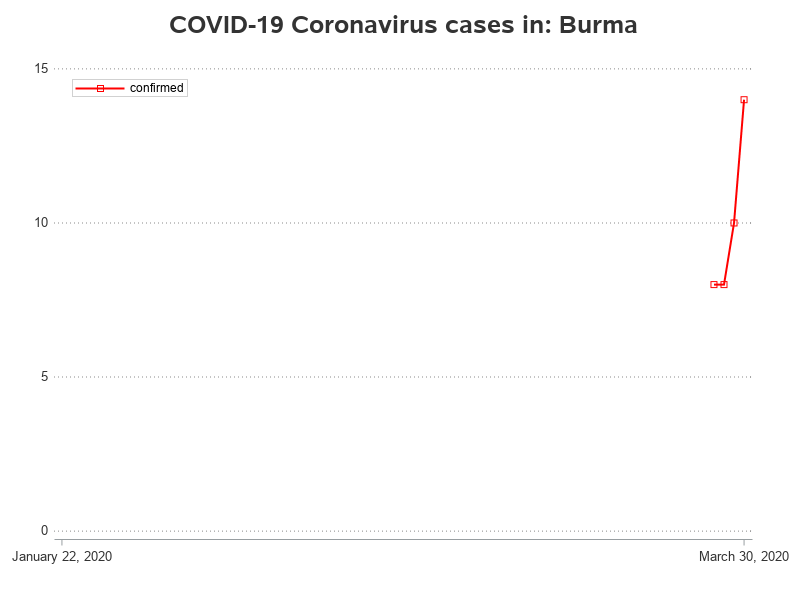 COVID-19 Coronavirus cases in: Burma
15
confirmed
10
5
0
January 22, 2020
March 30, 2020